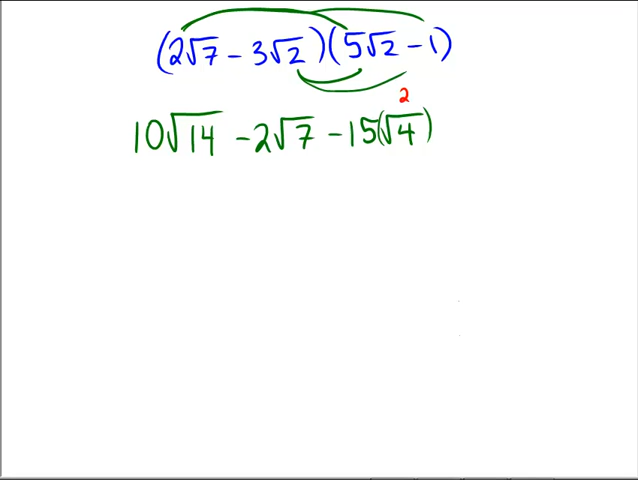 (2√7 − 3√2)(5√2 − 1)
2
10√14 − 2√7 − 15(√4)